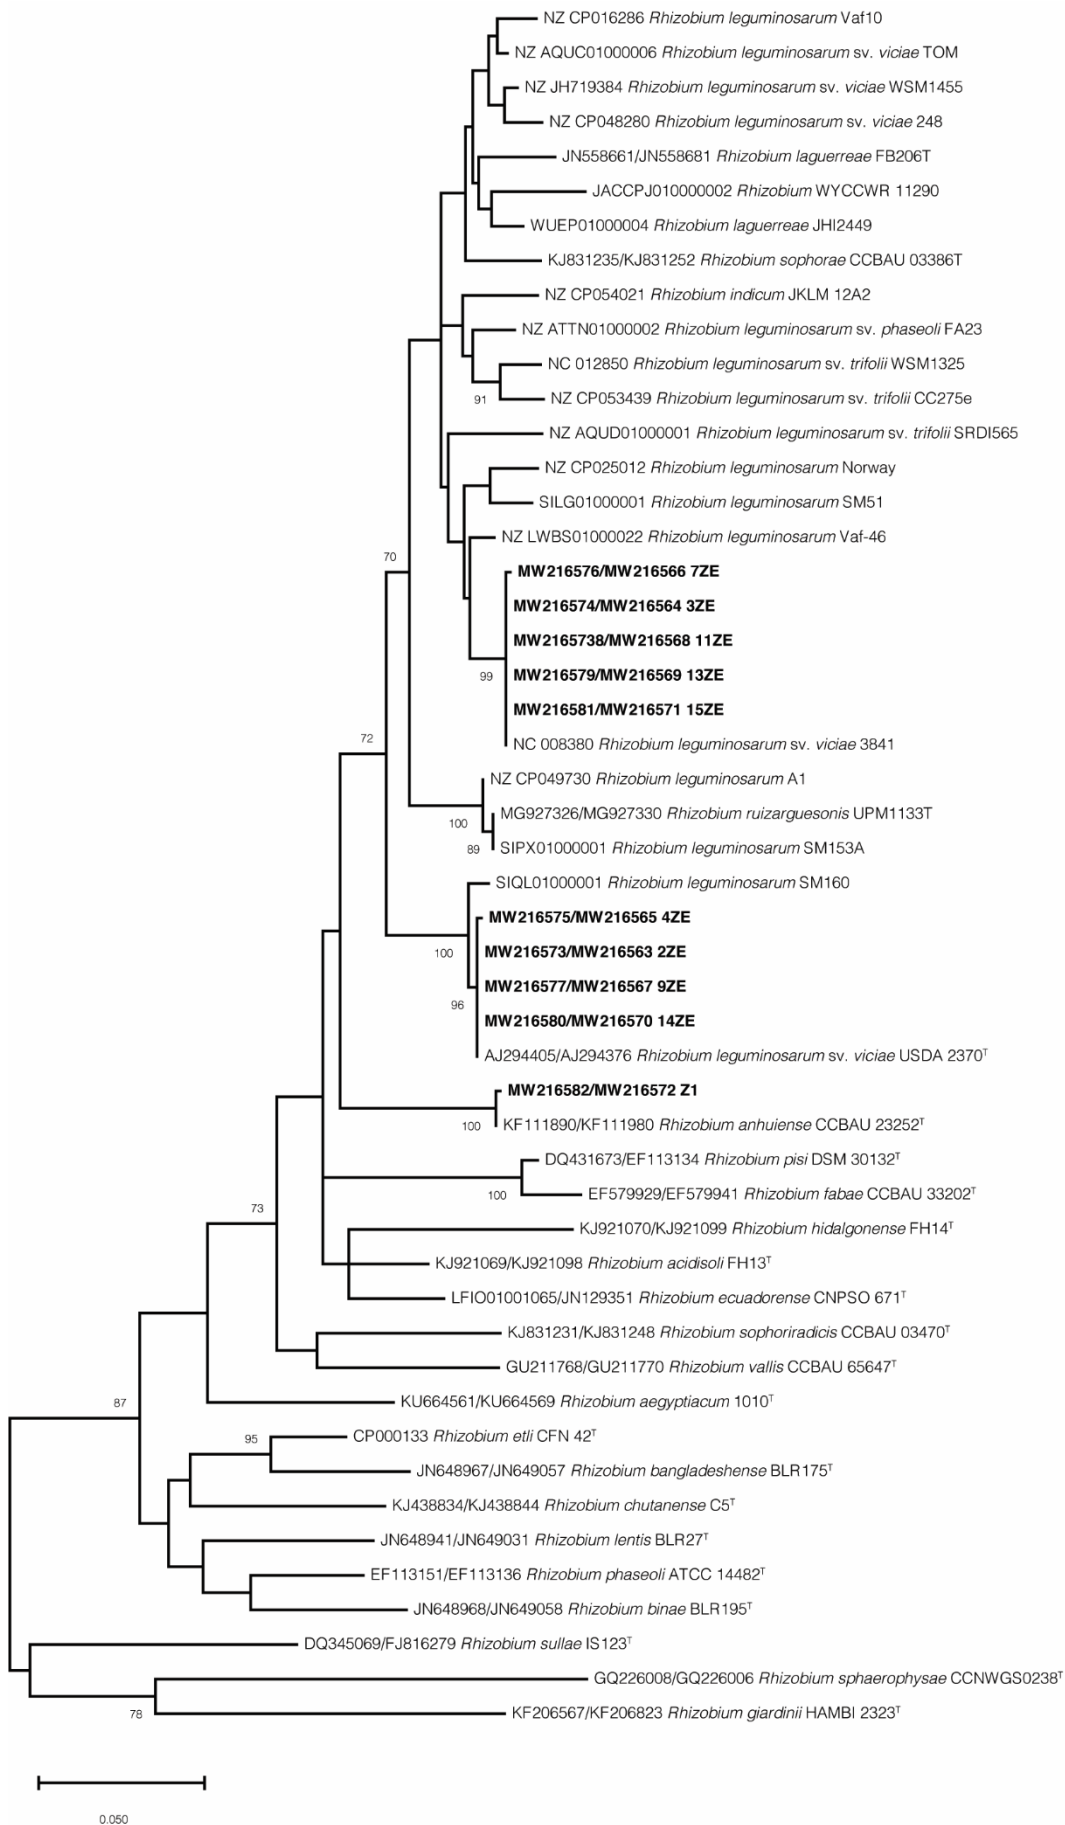 NZ CP016286 Rhizobium leguminosarum Vaf10
NZ AQUC01000006 Rhizobium leguminosarum sv. viciae TOM
NZ JH719384 Rhizobium leguminosarum sv. viciae WSM1455
NZ CP048280 Rhizobium leguminosarum sv. viciae 248
JN558661/JN558681 Rhizobium laguerreae FB206T
JACCPJ010000002 Rhizobium WYCCWR 11290
WUEP01000004 Rhizobium laguerreae JHI2449
KJ831235/KJ831252 Rhizobium sophorae CCBAU 03386T
NZ CP054021 Rhizobium indicum JKLM 12A2
NZ ATTN01000002 Rhizobium leguminosarum sv. phaseoli FA23
NC 012850 Rhizobium leguminosarum sv. trifolii WSM1325
NZ CP053439 Rhizobium leguminosarum sv. trifolii CC275e
91
NZ AQUD01000001 Rhizobium leguminosarum sv. trifolii SRDI565
NZ CP025012 Rhizobium leguminosarum Norway
SILG01000001 Rhizobium leguminosarum SM51
NZ LWBS01000022 Rhizobium leguminosarum Vaf-46
70
MW216576/MW216566 7ZE
MW216574/MW216564 3ZE
MW2165738/MW216568 11ZE
MW216579/MW216569 13ZE
99
MW216581/MW216571 15ZE
72
NC 008380 Rhizobium leguminosarum sv. viciae 3841
NZ CP049730 Rhizobium leguminosarum A1
MG927326/MG927330 Rhizobium ruizarguesonis UPM1133T
100
89
SIPX01000001 Rhizobium leguminosarum SM153A
SIQL01000001 Rhizobium leguminosarum SM160
MW216575/MW216565 4ZE
MW216573/MW216563 2ZE
100
MW216577/MW216567 9ZE
96
MW216580/MW216570 14ZE
AJ294405/AJ294376 Rhizobium leguminosarum sv. viciae USDA 2370ᵀ
MW216582/MW216572 Z1
100
KF111890/KF111980 Rhizobium anhuiense CCBAU 23252ᵀ
DQ431673/EF113134 Rhizobium pisi DSM 30132ᵀ
100
EF579929/EF579941 Rhizobium fabae CCBAU 33202ᵀ
73
KJ921070/KJ921099 Rhizobium hidalgonense FH14ᵀ
KJ921069/KJ921098 Rhizobium acidisoli FH13ᵀ
LFIO01001065/JN129351 Rhizobium ecuadorense CNPSO 671ᵀ
KJ831231/KJ831248 Rhizobium sophoriradicis CCBAU 03470ᵀ
GU211768/GU211770 Rhizobium vallis CCBAU 65647ᵀ
87
KU664561/KU664569 Rhizobium aegyptiacum 1010ᵀ
95
CP000133 Rhizobium etli CFN 42ᵀ
JN648967/JN649057 Rhizobium bangladeshense BLR175ᵀ
KJ438834/KJ438844 Rhizobium chutanense C5ᵀ
JN648941/JN649031 Rhizobium lentis BLR27ᵀ
EF113151/EF113136 Rhizobium phaseoli ATCC 14482ᵀ
JN648968/JN649058 Rhizobium binae BLR195ᵀ
DQ345069/FJ816279 Rhizobium sullae IS123ᵀ
GQ226008/GQ226006 Rhizobium sphaerophysae CCNWGS0238ᵀ
78
KF206567/KF206823 Rhizobium giardinii HAMBI 2323ᵀ
0.050